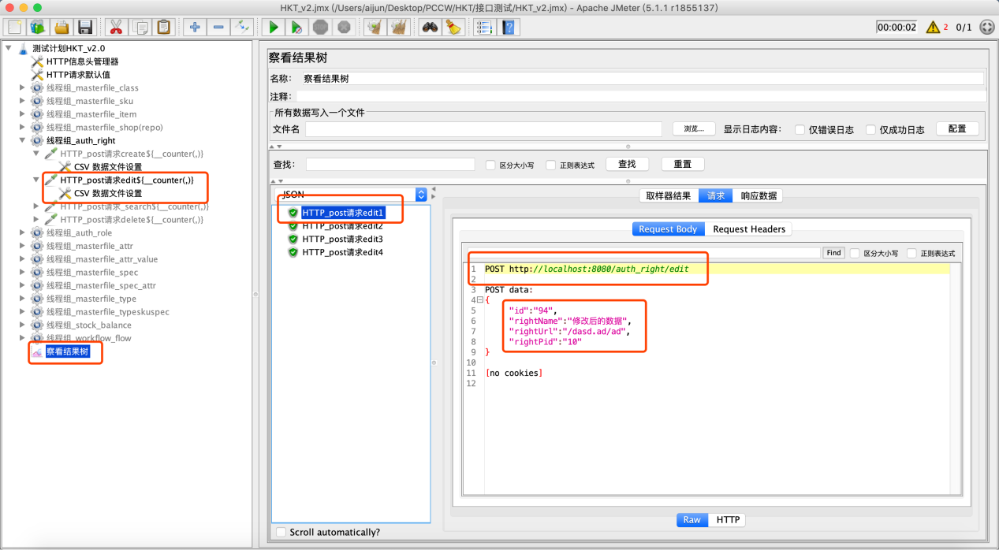 HKT_v2.jmx (/Users/aijun/Desktop/PCCW/HKT/接口测试/HKT_v2.jmx) - Apache JMeter (5.1.1 r1855137)
00:00:02 2 0/1
测试计划HKT_v2.0
HTTP信息头管理器
HTTP请求默认值
线程组_masterfile_class
线程组_masterfile_sku
线程组_masterfile_item
线程组_masterfile_shop(repo)
线程组_auth_right
HTTP_post请求create${__counter(,)}
CSV 数据文件设置
HTTP_post请求edit${__counter(,)}
CSV 数据文件设置
HTTP_post请求_search${__counter(,)}
HTTP_post请求delete${__counter(,)}
线程组_auth_role
线程组_masterfile_attr
线程组_masterfile_attr_value
线程组_masterfile_spec
线程组_masterfile_spec_attr
线程组_masterfile_type
线程组_masterfile_typeskuspec
线程组_stock_balance
线程组_workflow_flow
察看结果树
察看结果树
名称: 察看结果树
注释:
所有数据写入一个文件
文件名 浏览... 显示日志内容: 仅错误日志 仅成功日志 配置
查找: 区分大小写 正则表达式 查找 重置
JSON
HTTP_post请求edit1
HTTP_post请求edit2
HTTP_post请求edit3
HTTP_post请求edit4
Scroll automatically?
取样器结果 请求 响应数据
Request Body Request Headers
Find 区分大小写 正则表达式
1 POST http://localhost:8080/auth_right/edit
2
3 POST data:
4 {
5 "id":"94",
6 "rightName":"修改后的数据",
7 "rightUrl":"/dasd.ad/ad",
8 "rightPid":"10"
9 }
10
11 [no cookies]
12
Raw HTTP